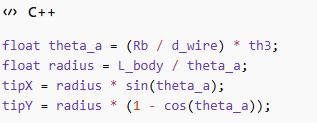 </> C++
float theta_a = (Rb / d_wire) * th3;
float radius = L_body / theta_a;
tipX = radius * sin(theta_a);
tipY = radius * (1 - cos(theta_a));